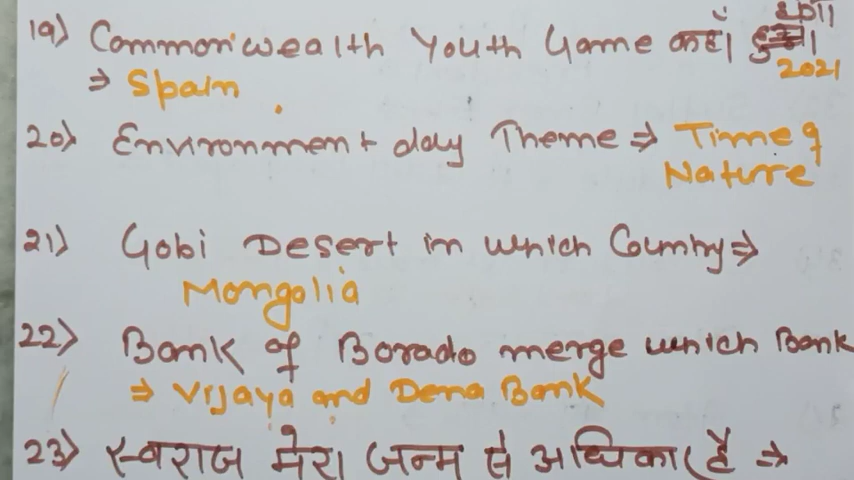 19) Commonwealth Youth Game कहाँ हुआ
⇒ Spain 2021
20) Environment day Theme ⇒ Time of
Nature
21) Gobi Desert in which Country ⇒
Mongolia
22) Bank of Borado merge which Bank
⇒ Vijaya and Dena Bank
23) स्वराज मेरा जन्म से अधिकार है ⇒